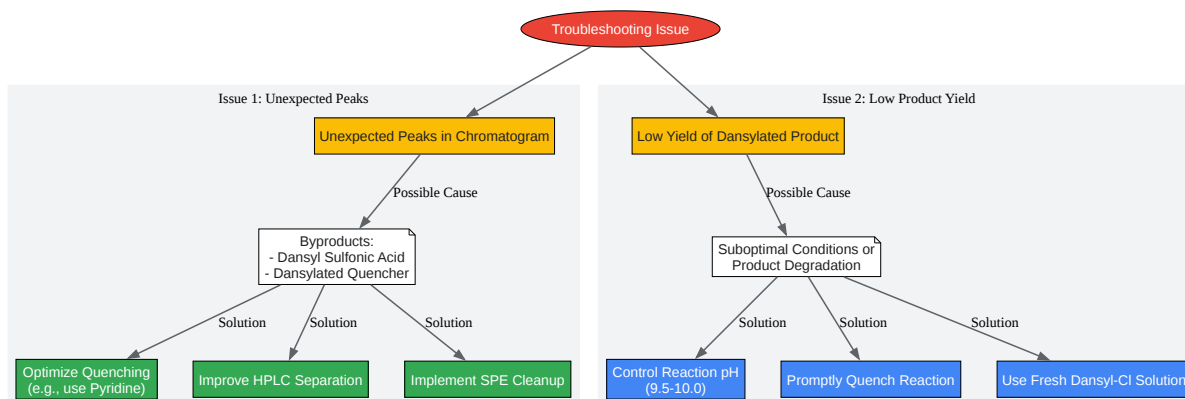 Troubleshooting Issue
Issue 1: Unexpected Peaks
Unexpected Peaks in Chromatogram
Possible Cause
Byproducts:
- Dansyl Sulfonic Acid
- Dansylated Quencher
Solution
Solution
Solution
Optimize Quenching
(e.g., use Pyridine)
Improve HPLC Separation
Implement SPE Cleanup
Issue 2: Low Product Yield
Low Yield of Dansylated Product
Possible Cause
Suboptimal Conditions or
Product Degradation
Solution
Solution
Solution
Control Reaction pH
(9.5-10.0)
Promptly Quench Reaction
Use Fresh Dansyl-Cl Solution